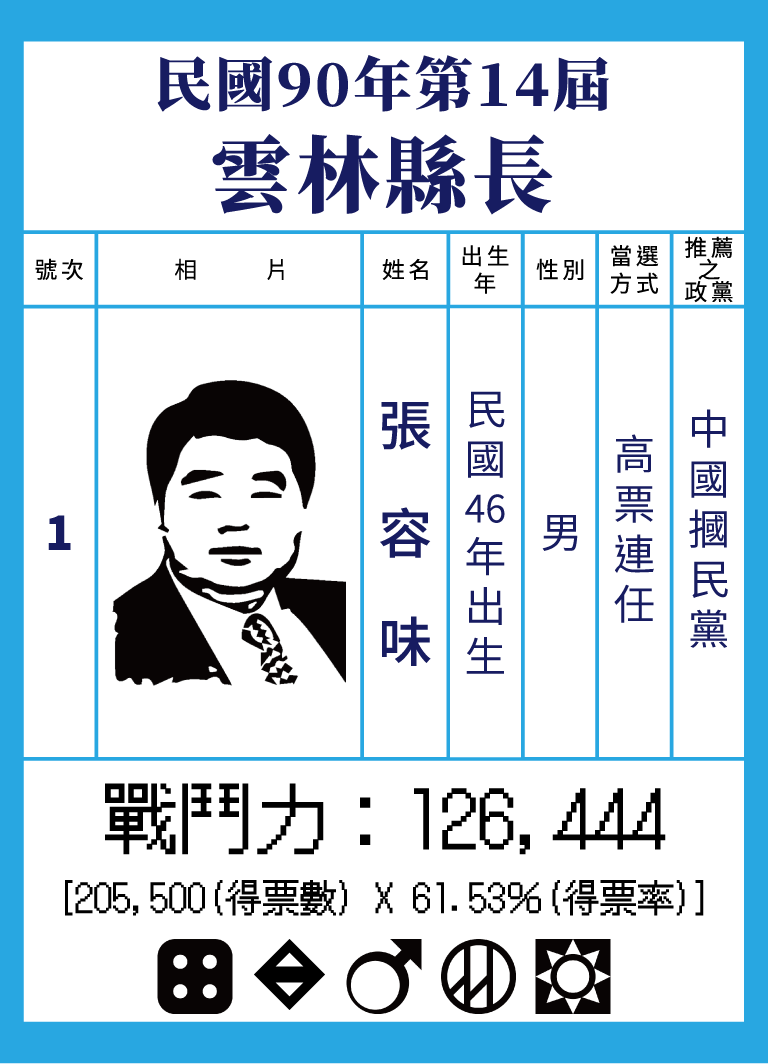 民國90年第14屆
雲林縣長
號次
相 片
姓名
出生
年
性別
當選
方式
推薦
之
政黨
1
張容味
民國46年出生
男
高票連任
中國摑民黨
戰鬥力：126,444
[205,500(得票數) X 61.53%(得票率)]